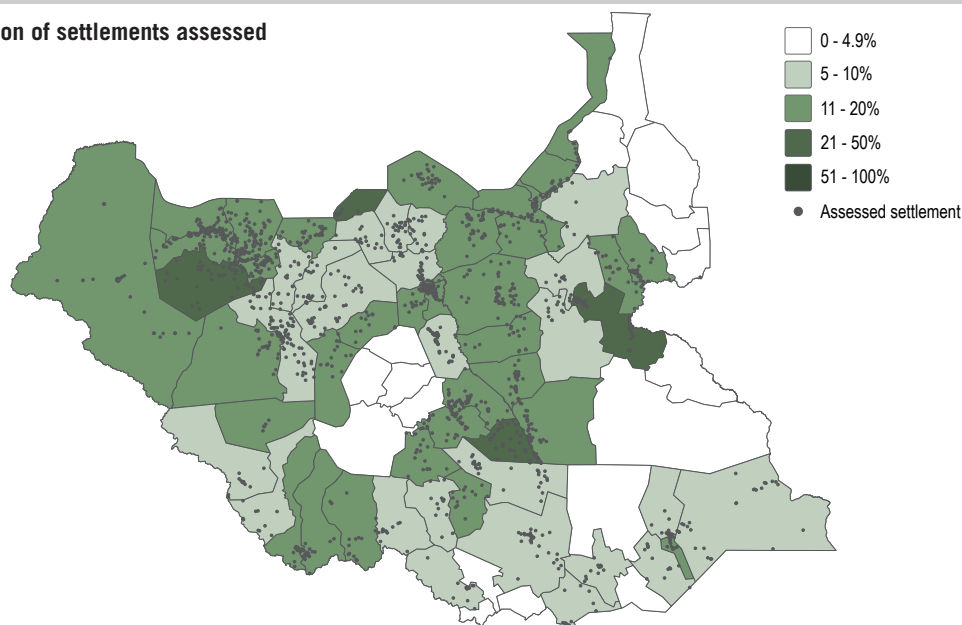 on of settlements assessed
0 - 4.9%
5 - 10%
11 - 20%
21 - 50%
51 - 100%
Assessed settlement